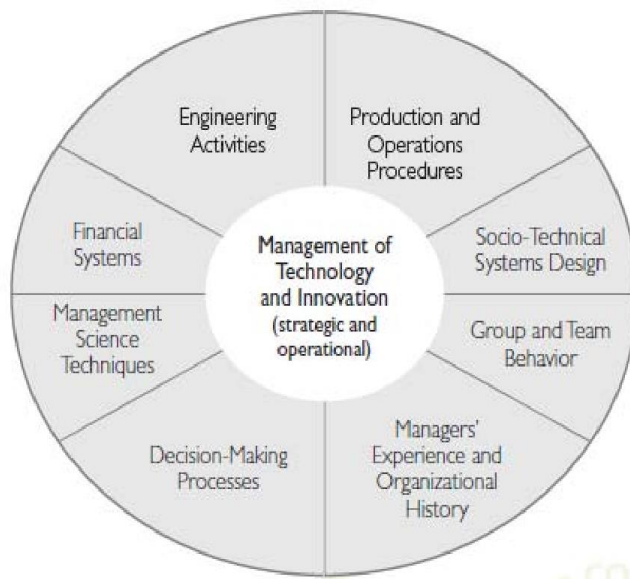 Engineering
Activities
Production and
Operations
Procedures
Financial
Systems
Management of
Technology
and Innovation
(strategic and
operational)
Socio-Technical
Systems Design
Management
Science
Techniques
Group and Team
Behavior
Decision-Making
Processes
Managers'
Experience and
Organizational
History